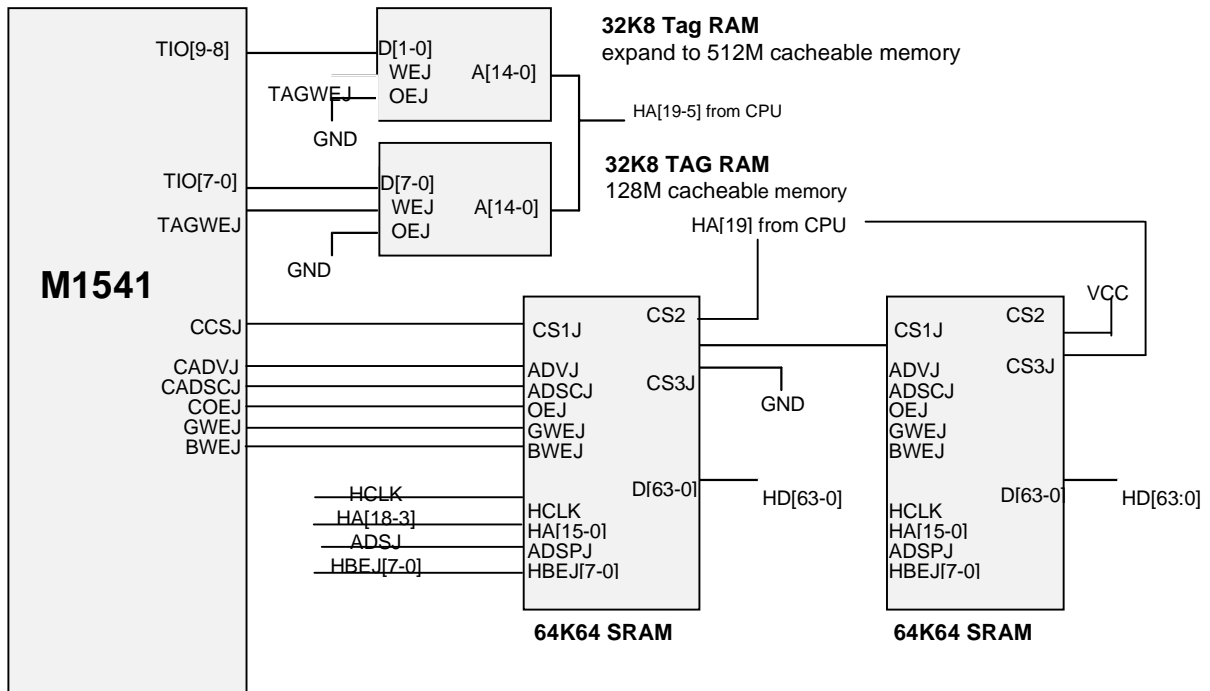 32K8 Tag RAM
expand to 512M cacheable memory
TIO[9-8]
D[1-0]
WEJ
OEJ
A[14-0]
TAGWEJ
GND
HA[19-5] from CPU
32K8 TAG RAM
128M cacheable memory
TIO[7-0]
TAGWEJ
D[7-0]
WEJ
OEJ
A[14-0]
GND
HA[19] from CPU
M1541
CCSJ
CADVJ
CADSCJ
COEJ
GWEJ
BWEJ
CS1J
CS2
ADVJ
CS3J
ADSCJ
OEJ
GWEJ
BWEJ
GND
D[63-0]
HD[63-0]
HCLK
HA[18-3]
ADSJ
HBEJ[7-0]
HCLK
HA[15-0]
ADSPJ
HBEJ[7-0]
64K64 SRAM
VCC
CS1J
CS2
ADVJ
CS3J
ADSCJ
OEJ
GWEJ
BWEJ
D[63-0]
HD[63:0]
HCLK
HA[15-0]
ADSPJ
HBEJ[7-0]
64K64 SRAM